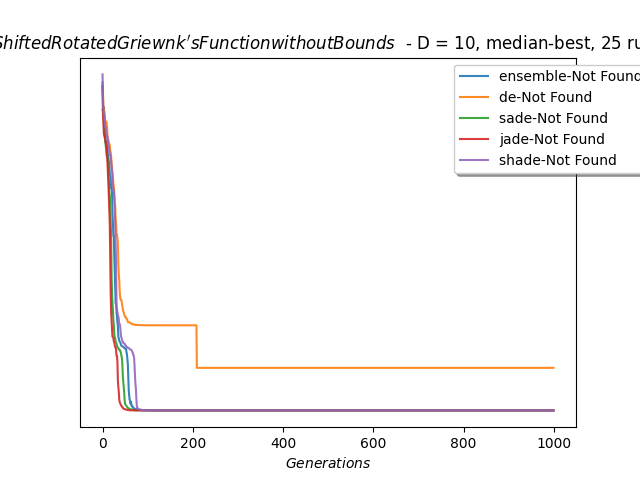 ShiftedRotatedGriewnk'sFunctionwithoutBounds - D = 10, median-best, 25 ru
ensemble-Not Found
de-Not Found
sade-Not Found
jade-Not Found
shade-Not Found
0 200 400 600 800 1000
Generations